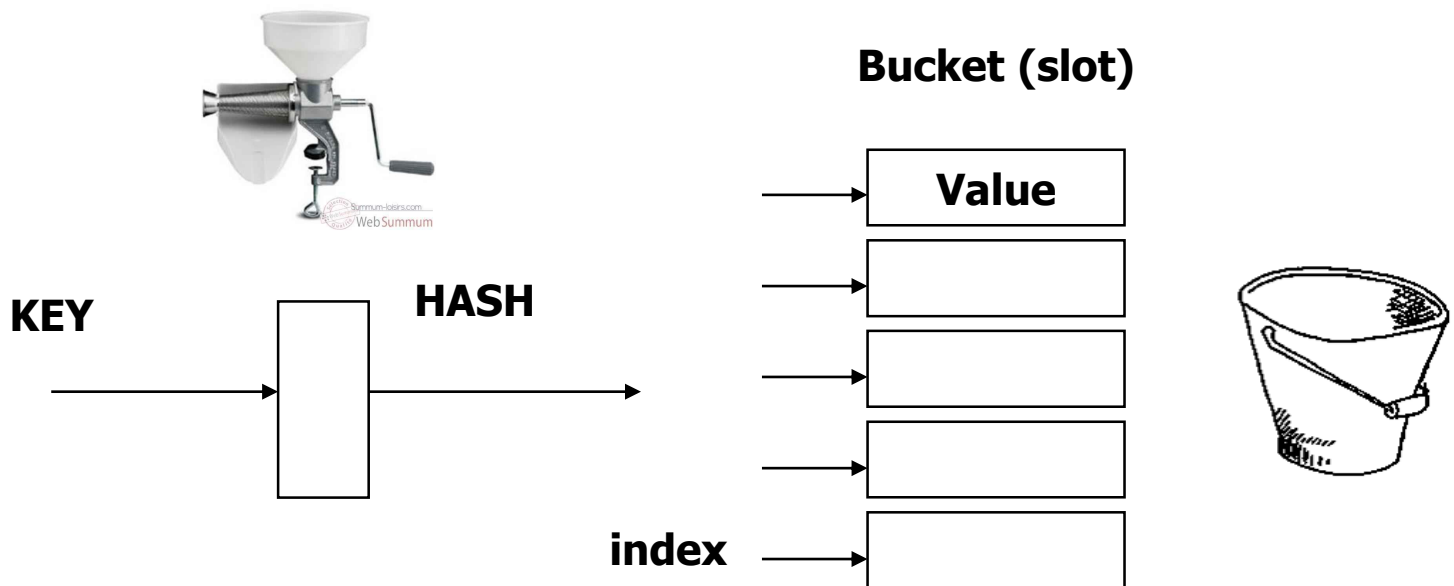 Bucket (slot)
Value
Summum-loisirs.com
WebSummum
KEY
HASH
index